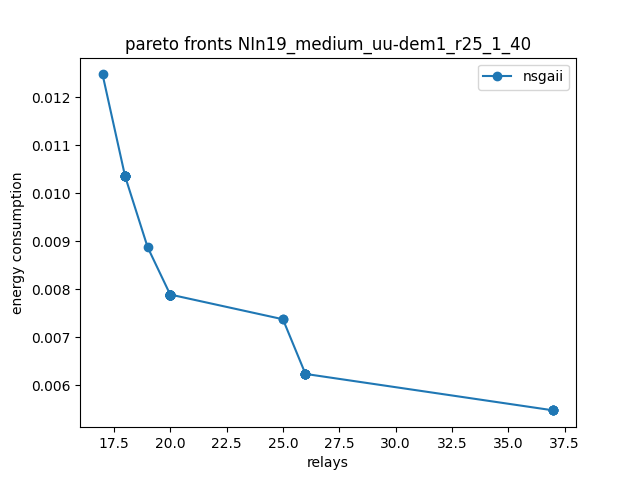 pareto fronts NIn19_medium_uu-dem1_r25_1_40
nsgaii
0.012
0.011
0.010
0.009
0.008
0.007
0.006
energy consumption
17.5 20.0 22.5 25.0 27.5 30.0 32.5 35.0 37.5
relays